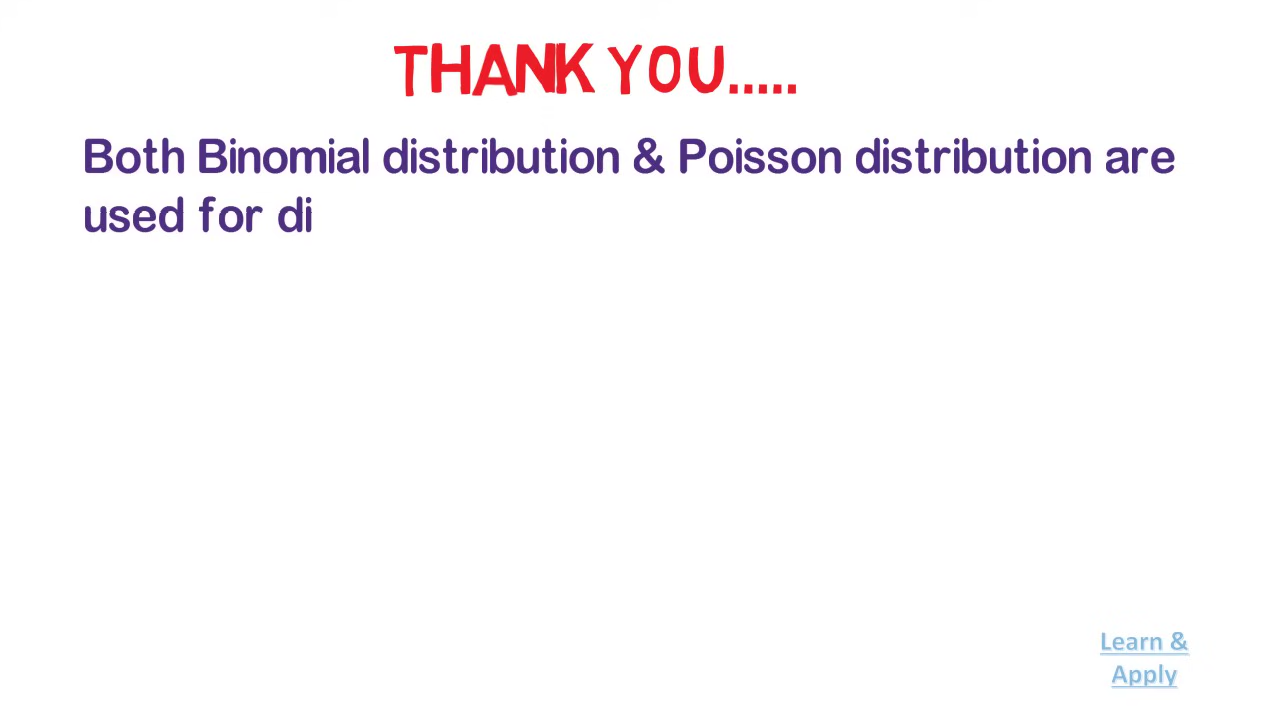 THANK YOU.....
Both Binomial distribution & Poisson distribution are
used for di
Learn &
Apply